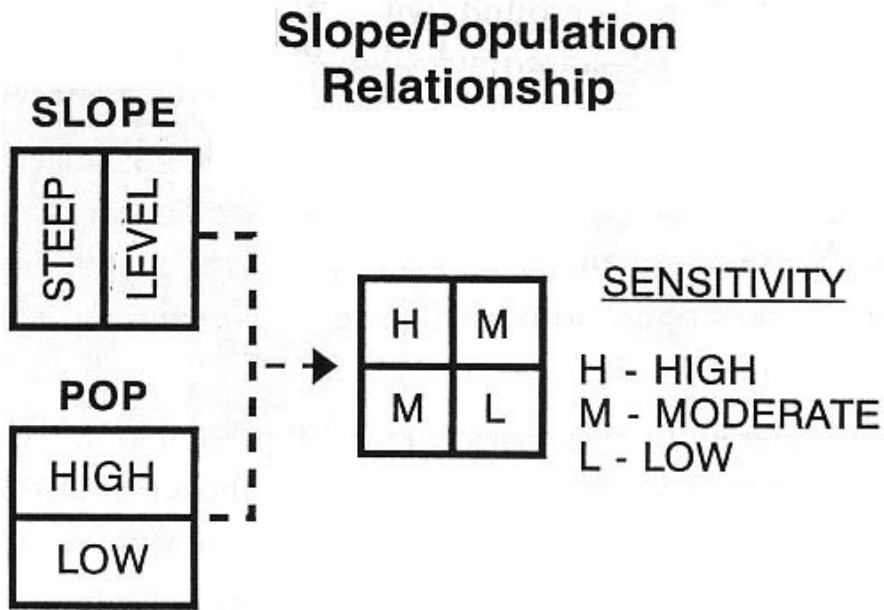 Slope/Population
Relationship
SLOPE
STEEP
LEVEL
POP
HIGH
LOW
H M
M L
SENSITIVITY
H - HIGH
M - MODERATE
L - LOW